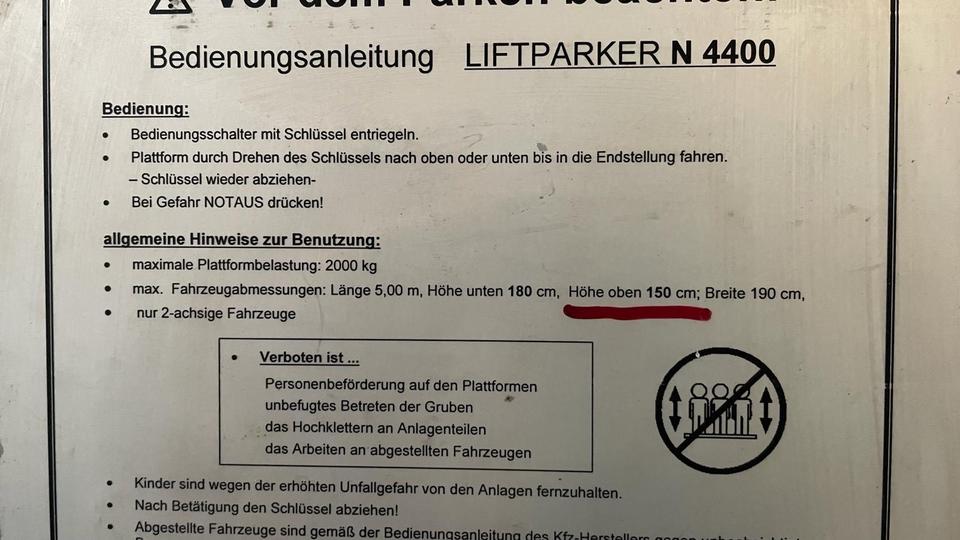 Vor dem Parken beachten!
Bedienungsanleitung LIFTPARKER N 4400
Bedienung:
• Bedienungsschalter mit Schlüssel entriegeln.
• Plattform durch Drehen des Schlüssels nach oben oder unten bis in die Endstellung fahren.
– Schlüssel wieder abziehen-
• Bei Gefahr NOTAUS drücken!
allgemeine Hinweise zur Benutzung:
• maximale Plattformbelastung: 2000 kg
• max. Fahrzeugabmessungen: Länge 5,00 m, Höhe unten 180 cm, Höhe oben 150 cm; Breite 190 cm,
• nur 2-achsige Fahrzeuge
• Verboten ist ...
Personenbeförderung auf den Plattformen
unbefugtes Betreten der Gruben
das Hochklettern an Anlagenteilen
das Arbeiten an abgestellten Fahrzeugen
• Kinder sind wegen der erhöhten Unfallgefahr von den Anlagen fernzuhalten.
• Nach Betätigung den Schlüssel abziehen!
• Abgestellte Fahrzeuge sind gemäß der Bedienungsanleitung des Kfz-Herstellers gegen